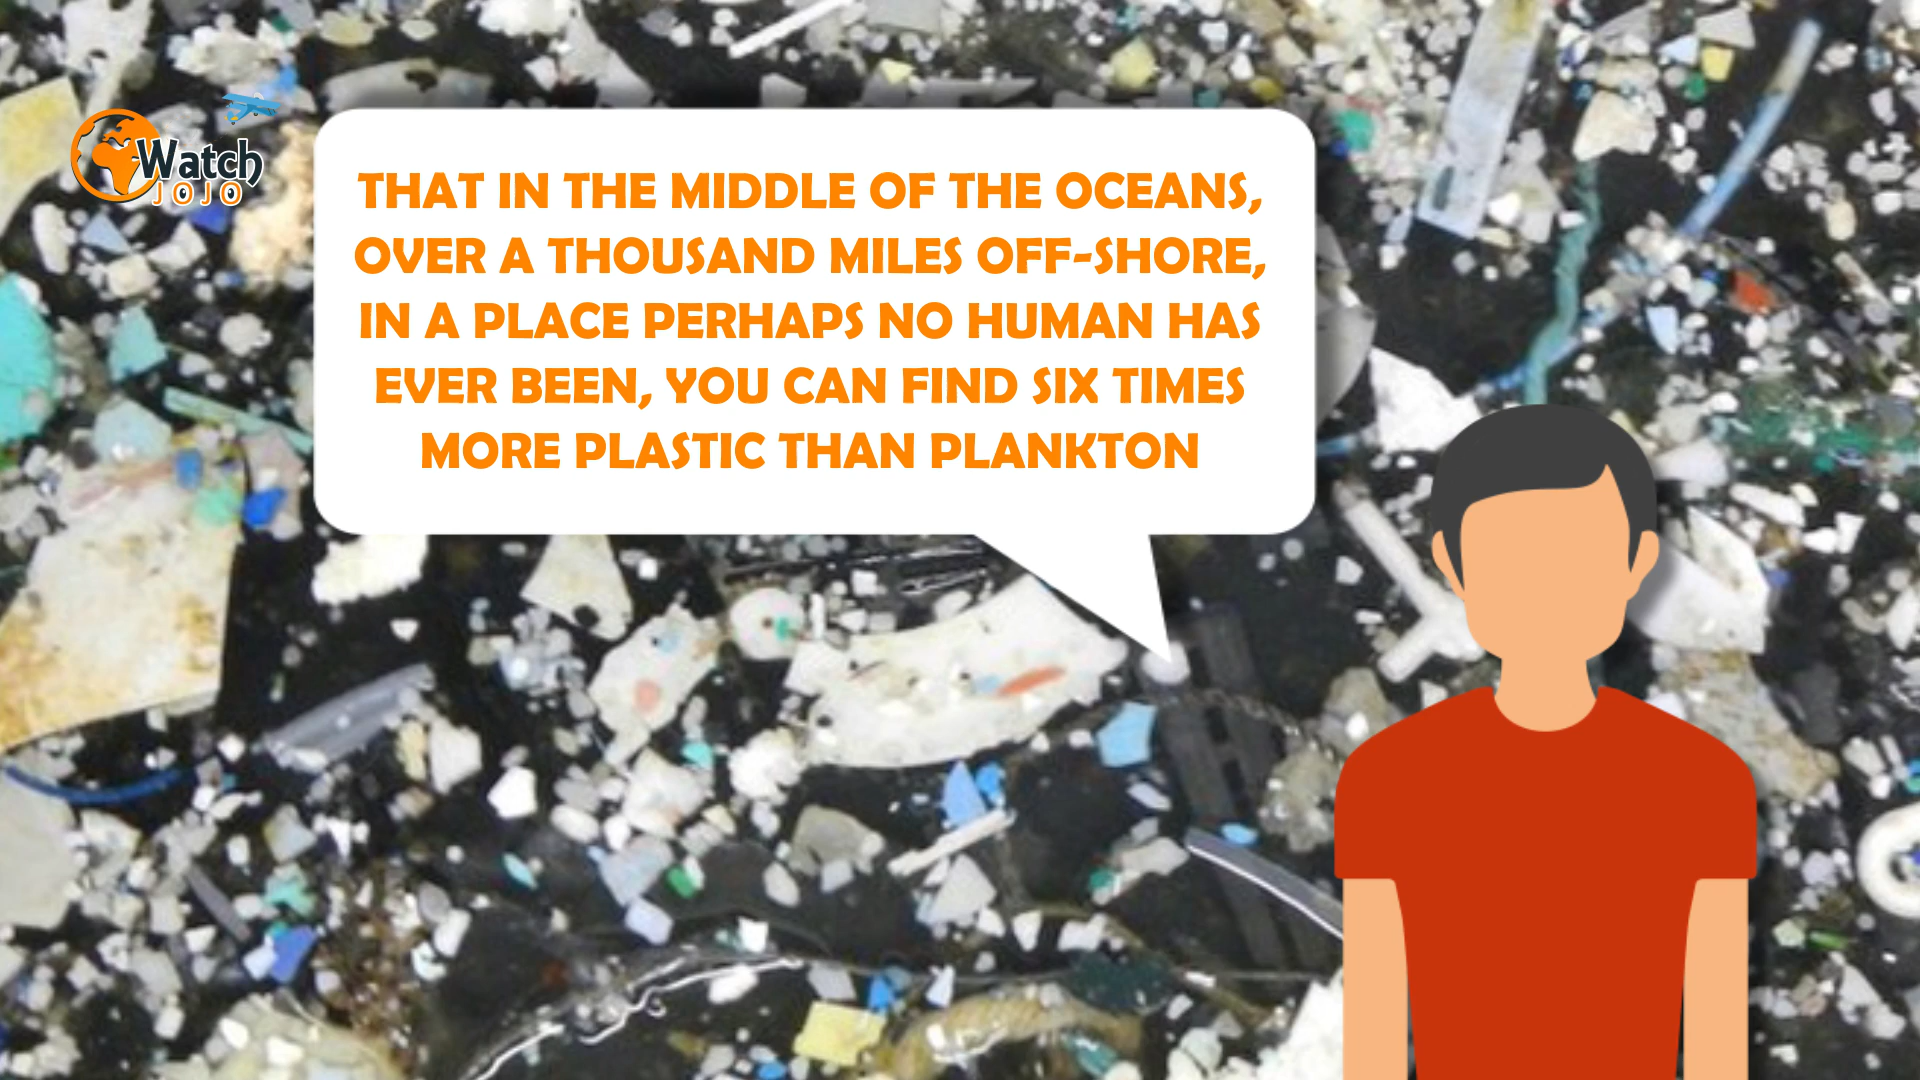 Watch
JOJO
THAT IN THE MIDDLE OF THE OCEANS,
OVER A THOUSAND MILES OFF-SHORE,
IN A PLACE PERHAPS NO HUMAN HAS
EVER BEEN, YOU CAN FIND SIX TIMES
MORE PLASTIC THAN PLANKTON